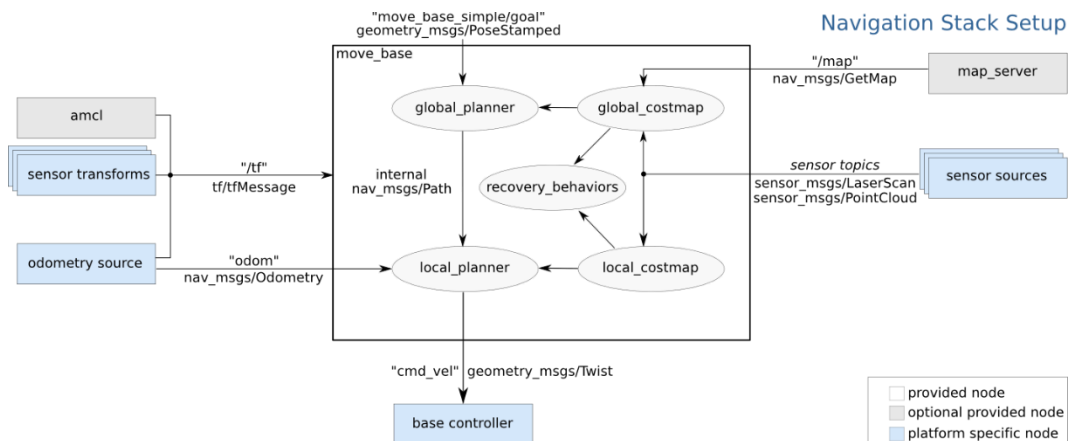 Navigation Stack Setup
"move_base_simple/goal"
geometry_msgs/PoseStamped
move_base
"/map"
nav_msgs/GetMap
map_server
global_planner
global_costmap
amcl
sensor transforms
"/tf"
tf/tfMessage
internal
nav_msgs/Path
recovery_behaviors
sensor topics
sensor_msgs/LaserScan
sensor_msgs/PointCloud
sensor sources
odometry source
"odom"
nav_msgs/Odometry
local_planner
local_costmap
"cmd_vel" geometry_msgs/Twist
base controller
provided node
optional provided node
platform specific node